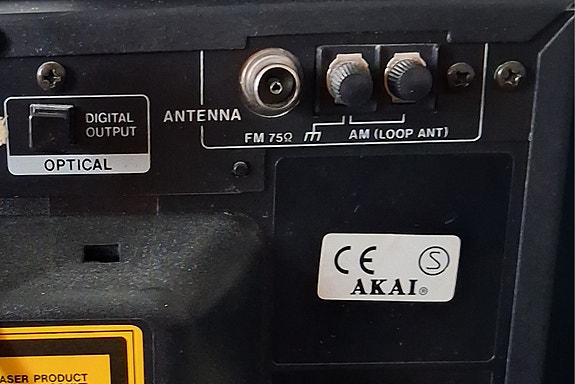 DIGITAL
OUTPUT
OPTICAL
ANTENNA
FM 75Ω
AM (LOOP ANT)
CE Ⓢ
AKAI®
ASER PRODUCT